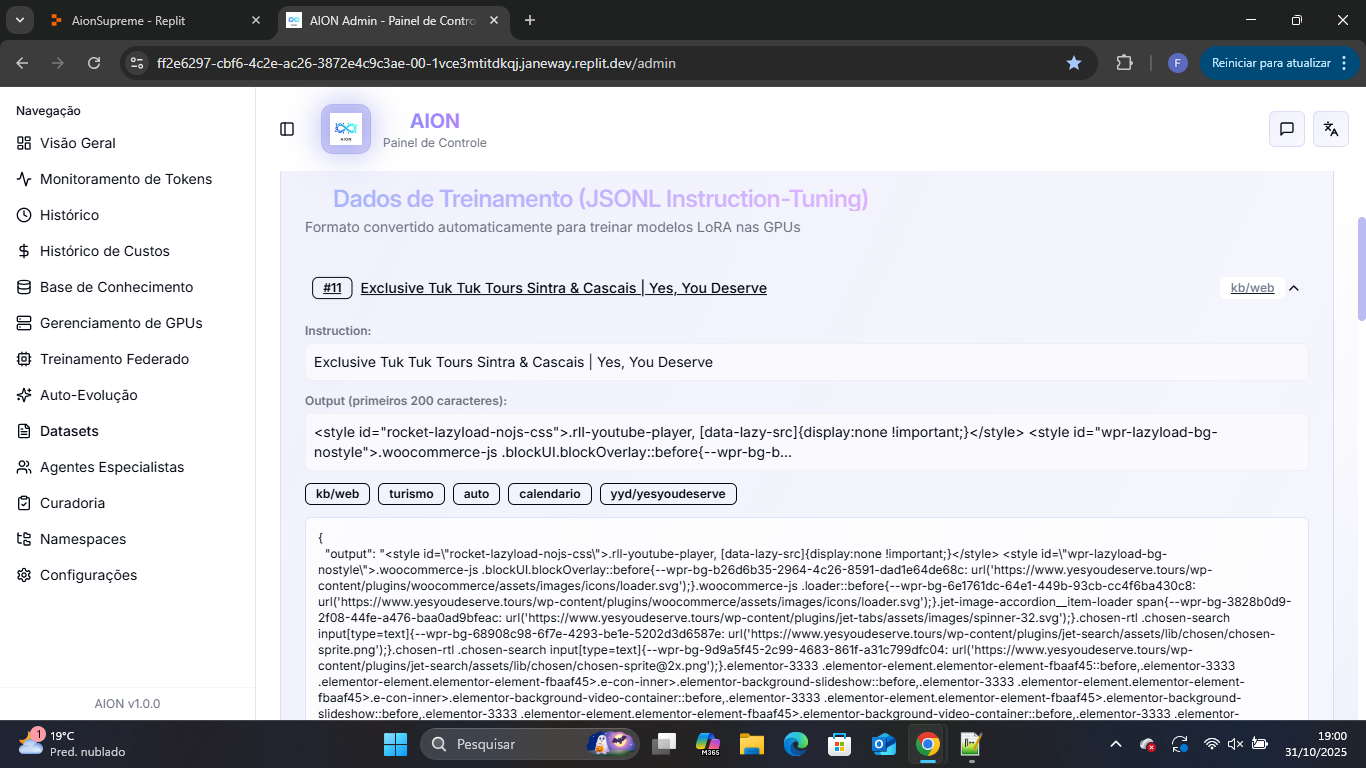 AionSupreme - Replit
AION Admin - Painel de Contro
ff2e6297-cbf6-4c2e-ac26-3872e4c9c3ae-00-1vce3mtitdkqj.janeway.replit.dev/admin
F
Reiniciar para atualizar
Navegação
Visão Geral
Monitoramento de Tokens
Histórico
Histórico de Custos
Base de Conhecimento
Gerenciamento de GPUs
Treinamento Federado
Auto-Evolução
Datasets
Agentes Especialistas
Curadoria
Namespaces
Configurações
AION v1.0.0
AION
AION
Painel de Controle
Dados de Treinamento (JSONL Instruction-Tuning)
Formato convertido automaticamente para treinar modelos LoRA nas GPUs
#11 Exclusive Tuk Tuk Tours Sintra & Cascais | Yes, You Deserve kb/web
Instruction:
Exclusive Tuk Tuk Tours Sintra & Cascais | Yes, You Deserve
Output (primeiros 200 caracteres):
<style id="rocket-lazyload-nojs-css">.rll-youtube-player, [data-lazy-src]{display:none !important;}</style> <style id="wpr-lazyload-bg-
nostyle">.woocommerce-js .blockUI.blockOverlay::before{--wpr-bg-b...
kb/web turismo auto calendario yyd/yesyoudeserve
{
"output": "<style id=\"rocket-lazyload-nojs-css\">.rll-youtube-player, [data-lazy-src]{display:none !important;}</style> <style id=\"wpr-lazyload-bg-
nostyle\">.woocommerce-js .blockUI.blockOverlay::before{--wpr-bg-b26d6b35-2964-4c26-8591-dad1e64de68c: url('https://www.yesyoudeserve.tours/wp-
content/plugins/woocommerce/assets/images/icons/loader.svg');}.woocommerce-js .loader::before{--wpr-bg-6e1761dc-64e1-449b-93cb-cc4f6ba430c8:
url('https://www.yesyoudeserve.tours/wp-content/plugins/woocommerce/assets/images/icons/loader.svg');}.jet-image-accordion__item-loader span{--wpr-bg-3828b0d9-
2f08-44fe-a476-baa0ad9bfeac: url('https://www.yesyoudeserve.tours/wp-content/plugins/jet-tabs/assets/images/spinner-32.svg');}.chosen-rtl .chosen-search
input[type=text]{--wpr-bg-68908c98-6f7e-4293-be1e-5202d3d6587e: url('https://www.yesyoudeserve.tours/wp-content/plugins/jet-search/assets/lib/chosen/chosen-
sprite.png');}.chosen-rtl .chosen-search input[type=text]{--wpr-bg-9d9a5f45-2c99-4683-861f-a31c799dfc04: url('https://www.yesyoudeserve.tours/wp-
content/plugins/jet-search/assets/lib/chosen/chosen-sprite@2x.png');}.elementor-3333 .elementor-element.elementor-element-fbaaf45::before,.elementor-3333
.elementor-element.elementor-element-fbaaf45>.e-con-inner>.elementor-background-slideshow::before,.elementor-3333 .elementor-element.elementor-element-
fbaaf45>.e-con-inner>.elementor-background-video-container::before,.elementor-3333 .elementor-element.elementor-element-fbaaf45>.elementor-background-
slideshow::before,.elementor-3333 .elementor-element.elementor-element-fbaaf45>.elementor-background-video-container::before,.elementor-3333 .elementor-
1
19°C
Pred. nublado
Pesquisar
M365
19:00
31/10/2025